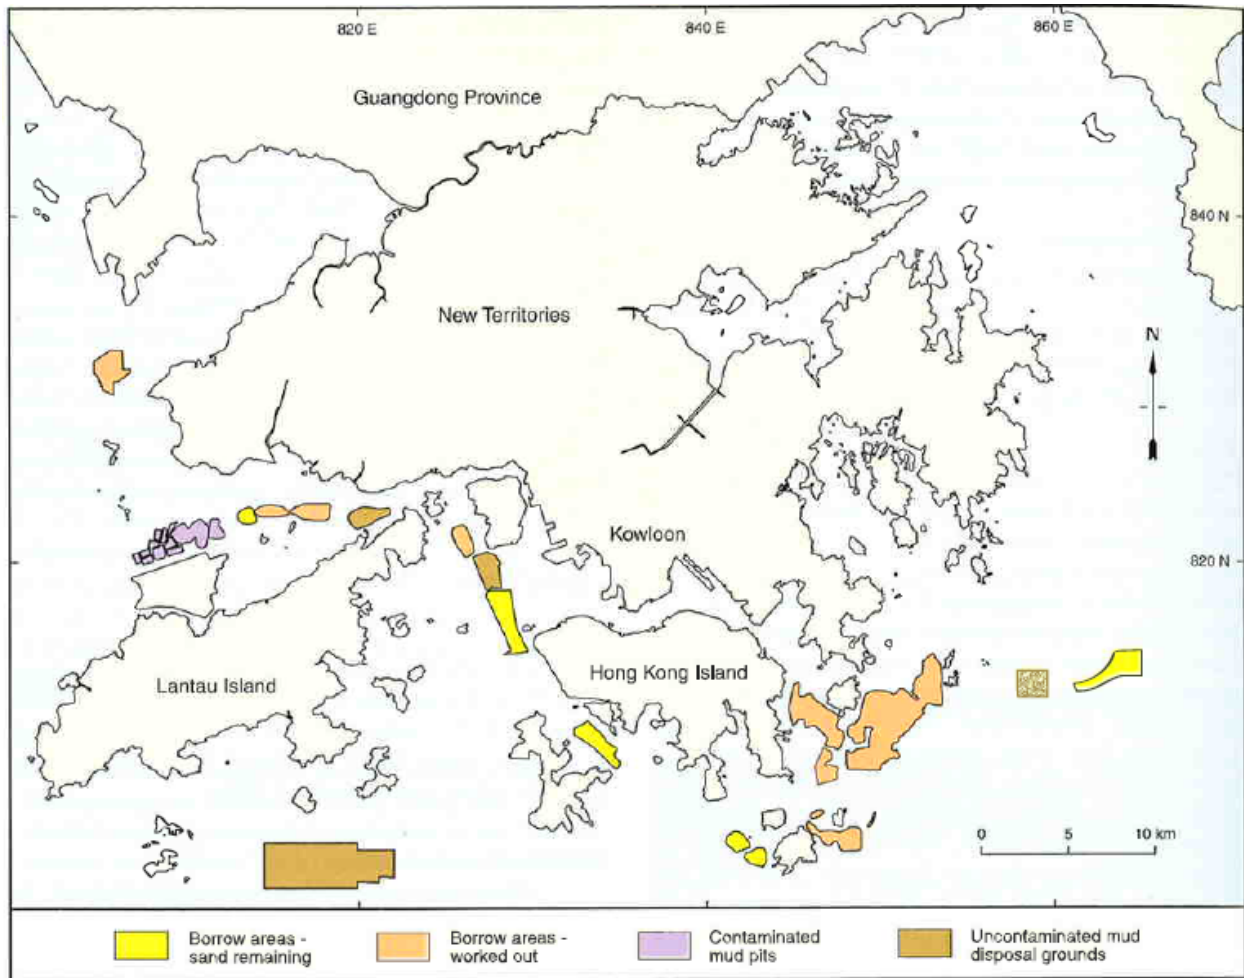 820 E
840 E
860 E
Guangdong Province
840 N
New Territories
N
Kowloon
820 N
Hong Kong Island
Lantau Island
0 5 10 km
Borrow areas -
sand remaining
Borrow areas -
worked out
Contaminated
mud pits
Uncontaminated mud
disposal grounds